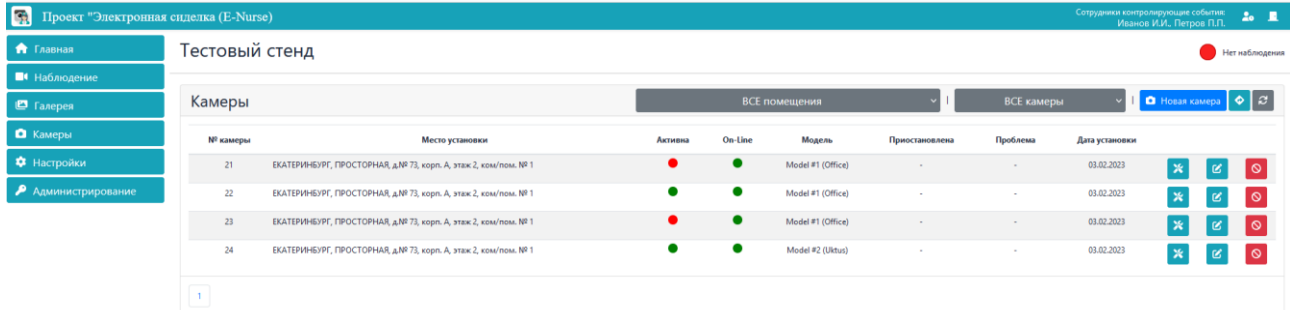 Проект "Электронная сиделка (E-Nurse)
Сотрудники контролирующие события:
Иванов И.И., Петров П.П.
Главная
Наблюдение
Галерея
Камеры
Настройки
Администрирование
Тестовый стенд
Нет наблюдения
Камеры
ВСЕ помещения
|
ВСЕ камеры
|
Новая камера
№ камеры Место установки Активна On-Line Модель Приостановлена Проблема Дата установки
21 ЕКАТЕРИНБУРГ, ПРОСТОРНАЯ, д.№ 73, корп. А, этаж 2, ком/пом. № 1 Model #1 (Office) - - 03.02.2023
22 ЕКАТЕРИНБУРГ, ПРОСТОРНАЯ, д.№ 73, корп. А, этаж 2, ком/пом. № 1 Model #1 (Office) - - 03.02.2023
23 ЕКАТЕРИНБУРГ, ПРОСТОРНАЯ, д.№ 73, корп. А, этаж 2, ком/пом. № 1 Model #1 (Office) - - 03.02.2023
24 ЕКАТЕРИНБУРГ, ПРОСТОРНАЯ, д.№ 73, корп. А, этаж 2, ком/пом. № 1 Model #2 (Uktus) - - 03.02.2023
1